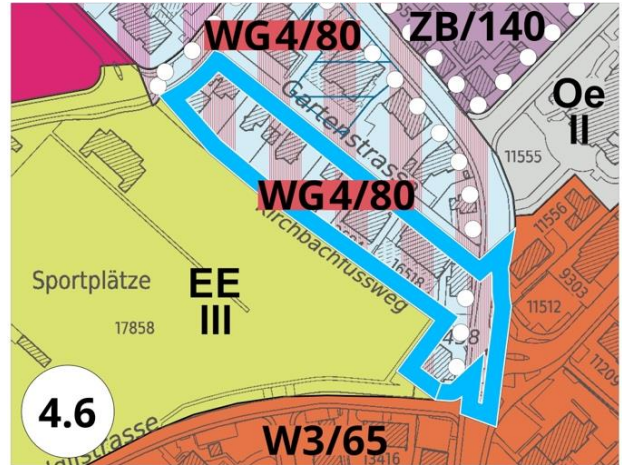 WG4/80
ZB/140
Oe
II
11555
Gartenstrasse
WG4/80
11556
9303
16518
Kirchbachfussweg
Sportplätze
EE
III
11512
17858
11209
4.6
W3/65
13416